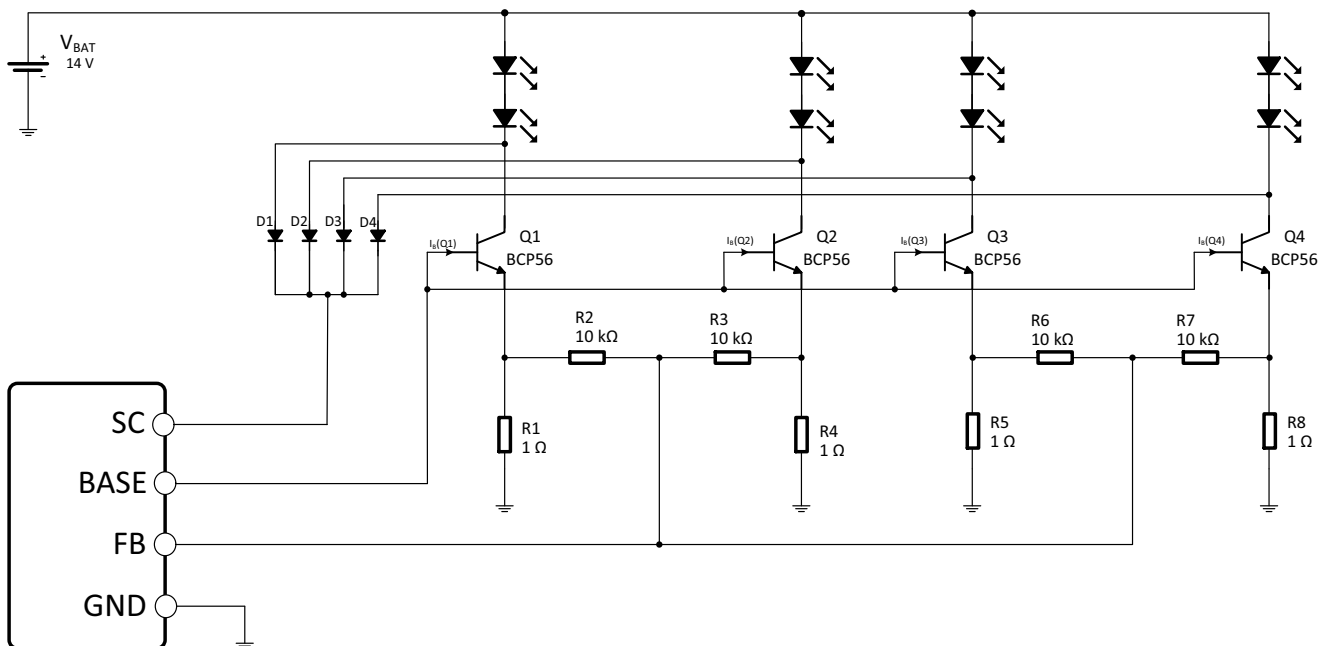 V_BAT
14 V
+
−
D1
D2
D3
D4
I_B(Q1)
Q1
BCP56
I_B(Q2)
Q2
BCP56
I_B(Q3)
Q3
BCP56
I_B(Q4)
Q4
BCP56
R2
10 kΩ
R3
10 kΩ
R6
10 kΩ
R7
10 kΩ
R1
1 Ω
R4
1 Ω
R5
1 Ω
R8
1 Ω
SC
BASE
FB
GND